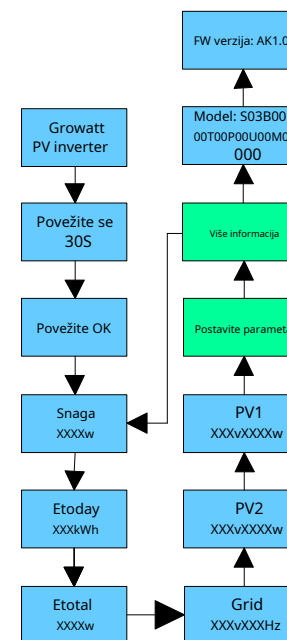 FW verzija: AK1.0
Model: S03B00
00T00P00U00M0
000
Growatt
PV inverter
Povežite se
30S
Više informacija
Povežite OK
Postavite parameta
Snaga
XXXXw
PV1
XXXvXXXXw
Etoday
XXXkWh
PV2
XXXvXXXXw
Etotal
XXXXw
Grid
XXXvXXXHz